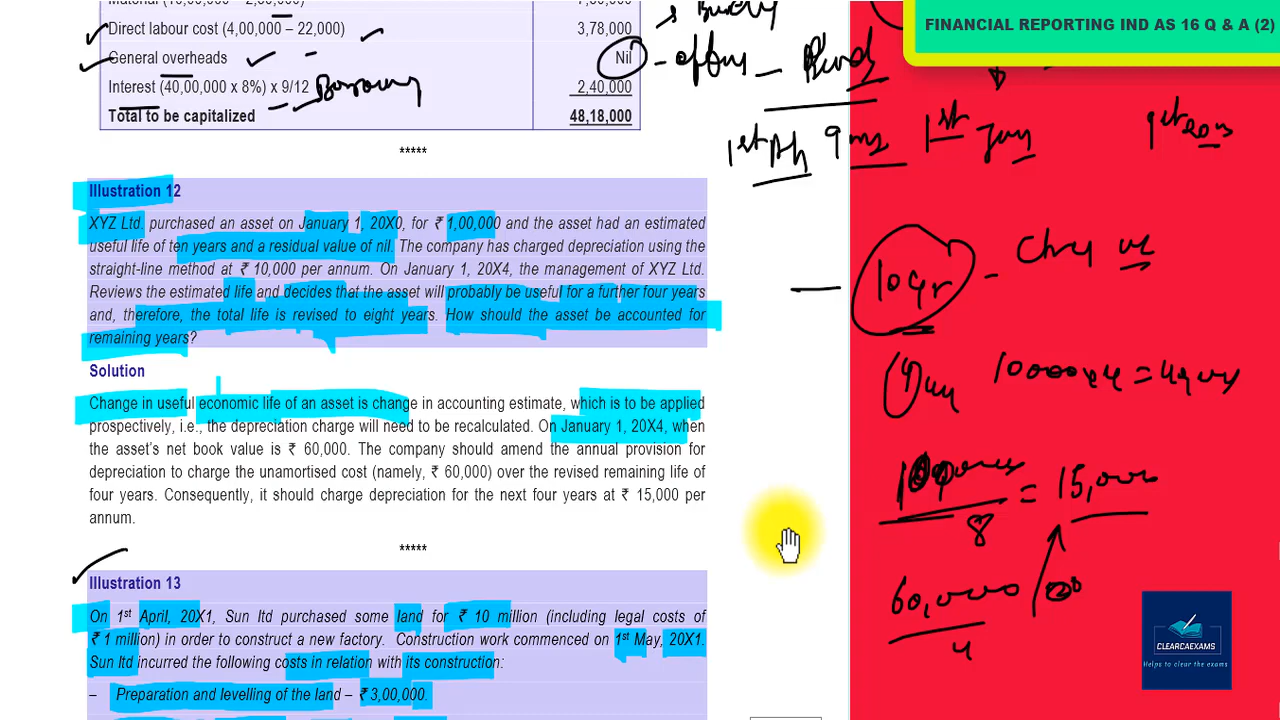 Direct labour cost (4,00,000 – 22,000) 3,78,000
General overheads Nil
Interest (40,00,000 x 8%) x 9/12 2,40,000
Borrowing
Total to be capitalized 48,18,000
*****
FINANCIAL REPORTING IND AS 16 Q & A (2)
1st 9 1st Jan
Illustration 12
XYZ Ltd. purchased an asset on January 1, 20X0, for ₹ 1,00,000 and the asset had an estimated
useful life of ten years and a residual value of nil. The company has charged depreciation using the
straight-line method at ₹ 10,000 per annum. On January 1, 20X4, the management of XYZ Ltd.
Reviews the estimated life and decides that the asset will probably be useful for a further four years
and, therefore, the total life is revised to eight years. How should the asset be accounted for
remaining years?
Solution
Change in useful economic life of an asset is change in accounting estimate, which is to be applied
prospectively, i.e., the depreciation charge will need to be recalculated. On January 1, 20X4, when
the asset's net book value is ₹ 60,000. The company should amend the annual provision for
depreciation to charge the unamortised cost (namely, ₹ 60,000) over the revised remaining life of
four years. Consequently, it should charge depreciation for the next four years at ₹ 15,000 per
annum.
*****
8
60,000
4
Illustration 13
On 1st April, 20X1, Sun ltd purchased some land for ₹ 10 million (including legal costs of
₹ 1 million) in order to construct a new factory. Construction work commenced on 1st May, 20X1.
Sun ltd incurred the following costs in relation with its construction:
– Preparation and levelling of the land – ₹ 3,00,000.
CLEARCAEXAMS
Helps to clear the exams